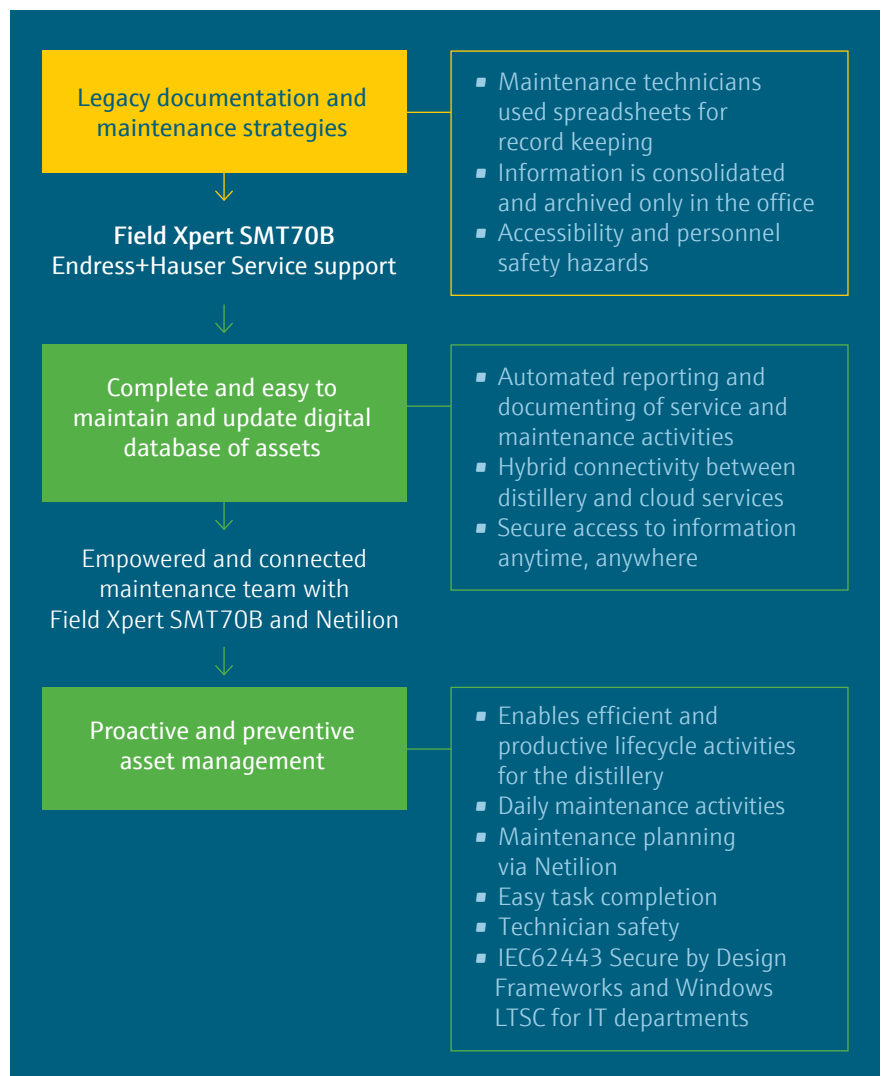 Legacy documentation and
maintenance strategies
▪ Maintenance technicians
used spreadsheets for
record keeping
▪ Information is consolidated
and archived only in the office
▪ Accessibility and personnel
safety hazards
Field Xpert SMT70B
Endress+Hauser Service support
Complete and easy to
maintain and update digital
database of assets
▪ Automated reporting and
documenting of service and
maintenance activities
▪ Hybrid connectivity between
distillery and cloud services
▪ Secure access to information
anytime, anywhere
Empowered and connected
maintenance team with
Field Xpert SMT70B and Netilion
Proactive and preventive
asset management
▪ Enables efficient and
productive lifecycle activities
for the distillery
▪ Daily maintenance activities
▪ Maintenance planning
via Netilion
▪ Easy task completion
▪ Technician safety
▪ IEC62443 Secure by Design
Frameworks and Windows
LTSC for IT departments